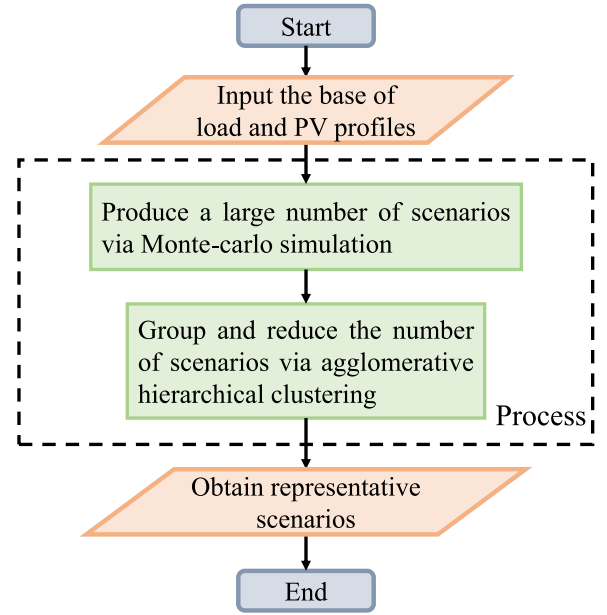 Start
Input the base of
load and PV profiles
Produce a large number of scenarios
via Monte-carlo simulation
Group and reduce the number
of scenarios via agglomerative
hierarchical clustering
Process
Obtain representative
scenarios
End